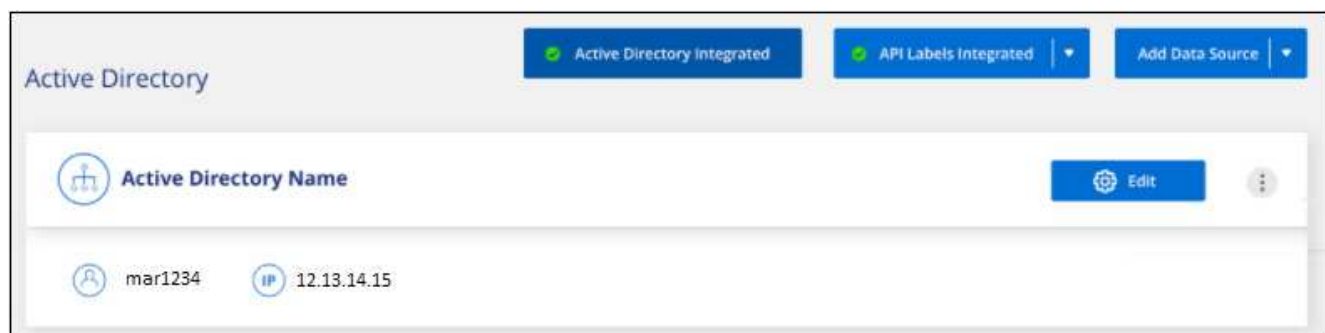 Active Directory Integrated
API Labels Integrated
Add Data Source
Active Directory
Active Directory Name
Edit
mar1234
IP
12.13.14.15